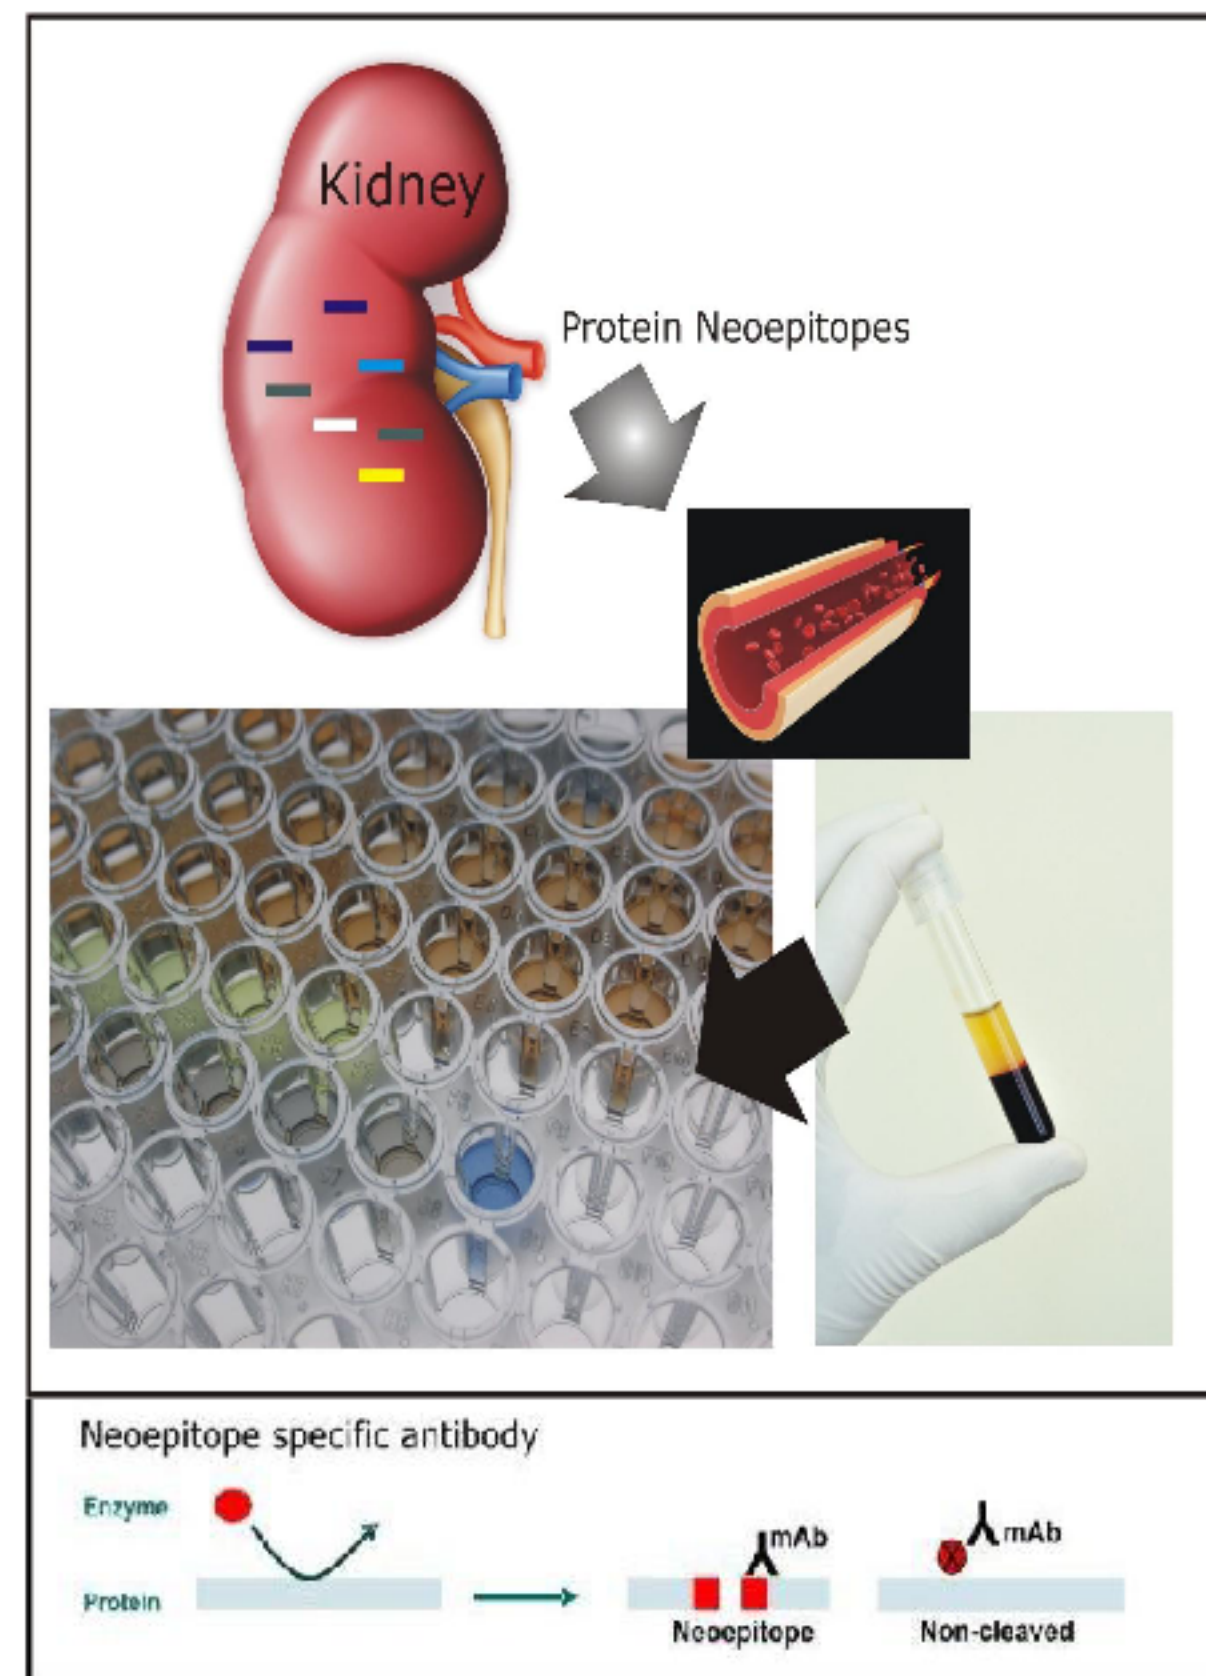 Kidney
Protein Neoepitopes
Neoepitope specific antibody
Enzyme
mAb
mAb
Protein
Neoepitope
Non-cleaved